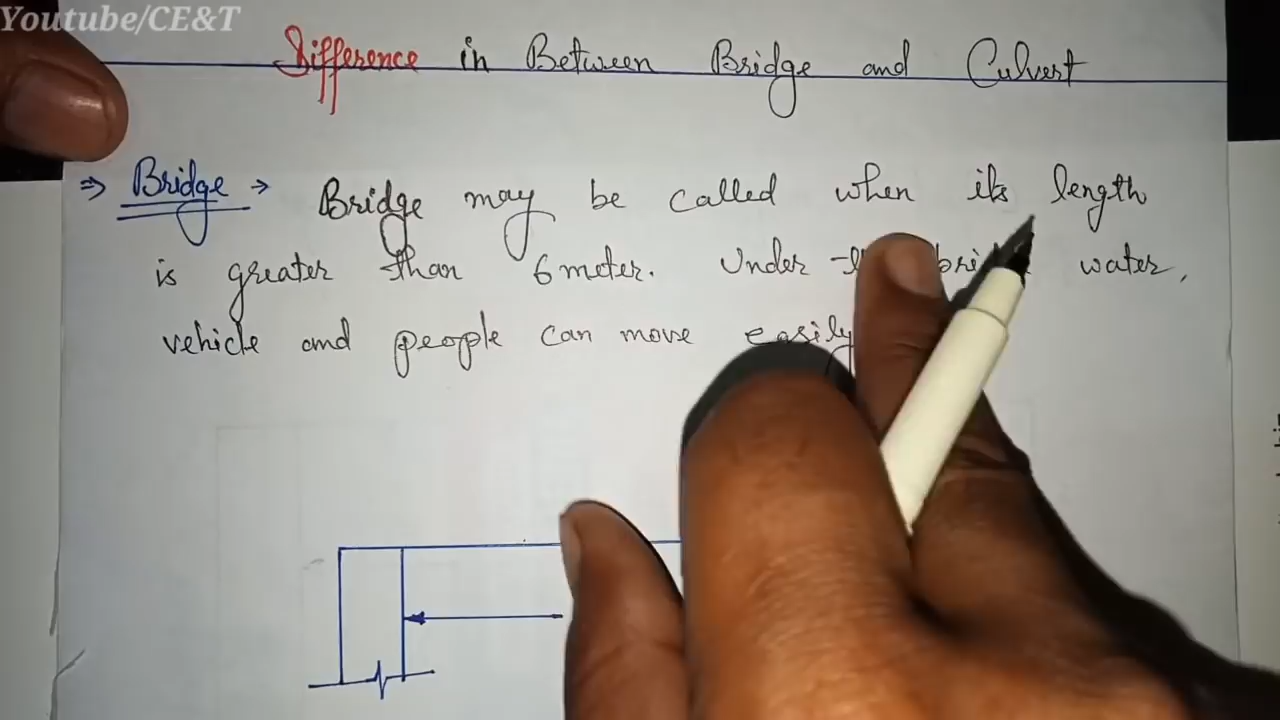 Youtube/CE&T
Difference in Between Bridge and Culvert
⇒ Bridge → Bridge may be called when its length
is greater than 6 meter. Under water,
vehicle and people can move easily